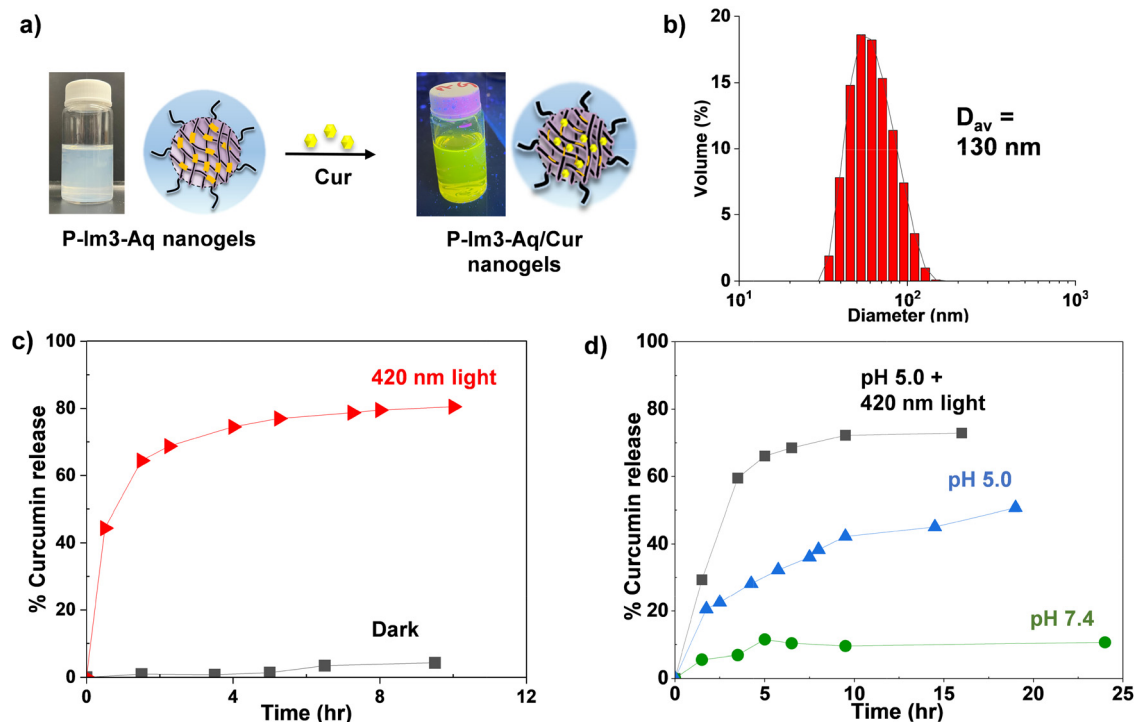 a)
Cur
P-Im3-Aq nanogels
P-Im3-Aq/Cur
nanogels
b)
Volume (%)
20
15
10
5
0
D_av =
130 nm
10^1
10^2
10^3
Diameter (nm)
c)
% Curcumin release
100
80
60
40
20
0
420 nm light
Dark
0
4
8
12
Time (hr)
d)
% Curcumin release
100
80
60
40
20
0
pH 5.0 +
420 nm light
pH 5.0
pH 7.4
0
5
10
15
20
25
Time (hr)